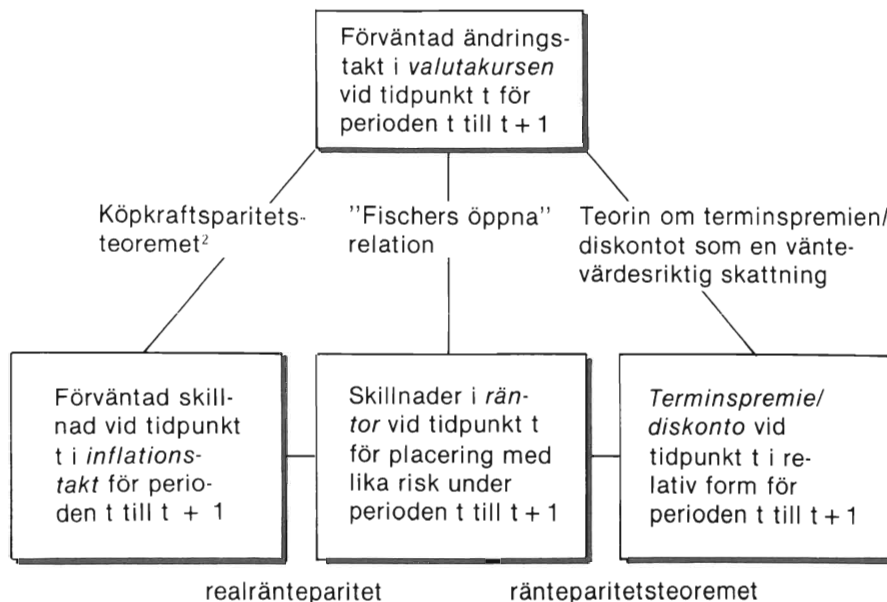 Förväntad ändrings-
takt i valutakursen
vid tidpunkt t för
perioden t till t + 1
Köpkraftsparitets-
teoremet²
"Fischers öppna"
relation
Teorin om terminspremien/
diskontot som en vänte-
värdesriktig skattning
Förväntad skill-
nad vid tidpunkt
t i inflations-
takt för perio-
den t till t + 1
Skillnader i rän-
tor vid tidpunkt t
för placering med
lika risk under
perioden t till t + 1
Terminspremie/
diskonto vid
tidpunkt t i re-
lativ form för
perioden t till t + 1
realränteparitet
ränteparitetsteoremet